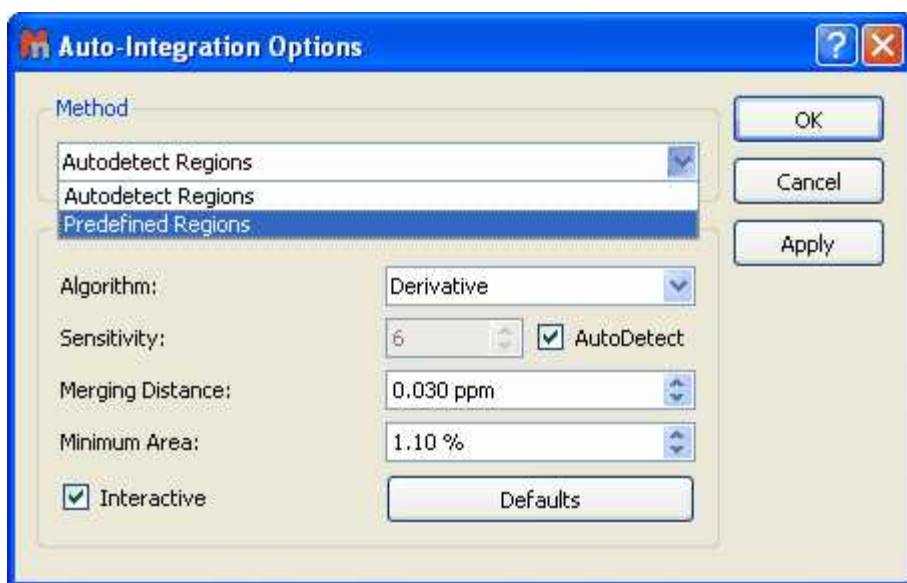 Auto-Integration Options
Method
Autodetect Regions
Autodetect Regions
Predefined Regions
Algorithm: Derivative
Sensitivity: 6 AutoDetect
Merging Distance: 0.030 ppm
Minimum Area: 1.10 %
Interactive Defaults
OK
Cancel
Apply